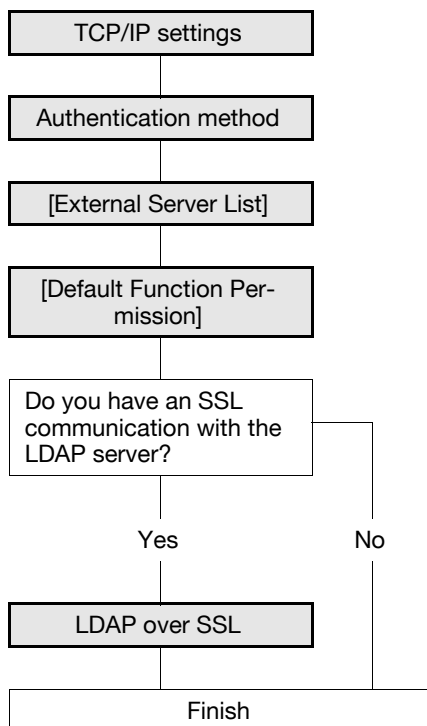 TCP/IP settings
Authentication method
[External Server List]
[Default Function Per-
mission]
Do you have an SSL
communication with the
LDAP server?
Yes No
LDAP over SSL
Finish